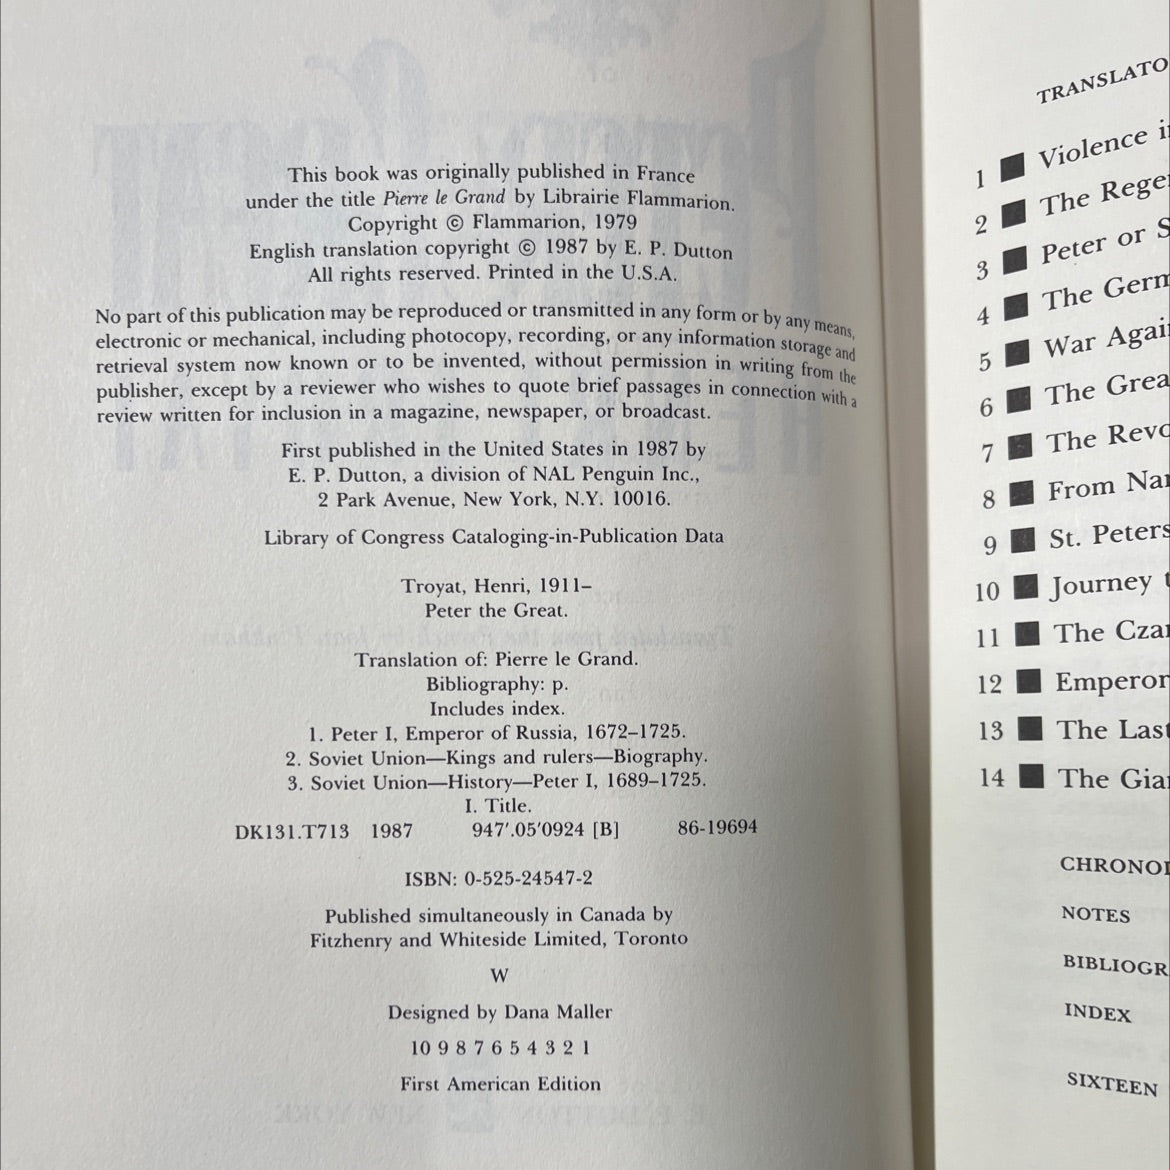 This book was originally published in France
under the title Pierre le Grand by Librairie Flammarion.
Copyright © Flammarion, 1979
English translation copyright © 1987 by E. P. Dutton
All rights reserved. Printed in the U.S.A.
No part of this publication may be reproduced or transmitted in any form or by any means,
electronic or mechanical, including photocopy, recording, or any information storage and
retrieval system now known or to be invented, without permission in writing from the
publisher, except by a reviewer who wishes to quote brief passages in connection with a
review written for inclusion in a magazine, newspaper, or broadcast.
First published in the United States in 1987 by
E. P. Dutton, a division of NAL Penguin Inc.,
2 Park Avenue, New York, N.Y. 10016.
Library of Congress Cataloging-in-Publication Data
Troyat, Henri, 1911–
Peter the Great.
Translation of: Pierre le Grand.
Bibliography: p.
Includes index.
1. Peter I, Emperor of Russia, 1672–1725.
2. Soviet Union—Kings and rulers—Biography.
3. Soviet Union—History—Peter I, 1689–1725.
I. Title.
DK131.T713 1987 947'.05'0924 [B] 86-19694
ISBN: 0-525-24547-2
Published simultaneously in Canada by
Fitzhenry and Whiteside Limited, Toronto
W
Designed by Dana Maller
10 9 8 7 6 5 4 3 2 1
First American Edition
TRANSLATO
1 ■ Violence i
2 ■ The Rege
3 ■ Peter or S
4 ■ The Germ
5 ■ War Agai
6 ■ The Grea
7 ■ The Revo
8 ■ From Nar
9 ■ St. Peters
10 ■ Journey t
11 ■ The Czar
12 ■ Emperor
13 ■ The Last
14 ■ The Gia
CHRONOL
NOTES
BIBLIOGR
INDEX
SIXTEEN